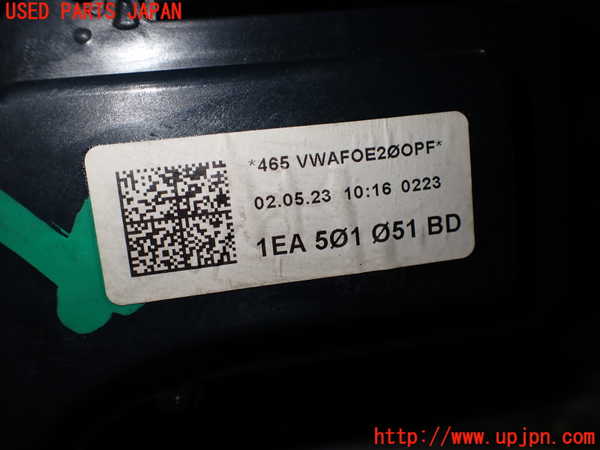 USED PARTS JAPAN
*465 VWAFOE2ØOPF*
02.05.23 10:16 0223
1EA 5Ø1 Ø51 BD
http://www.upjpn.com/